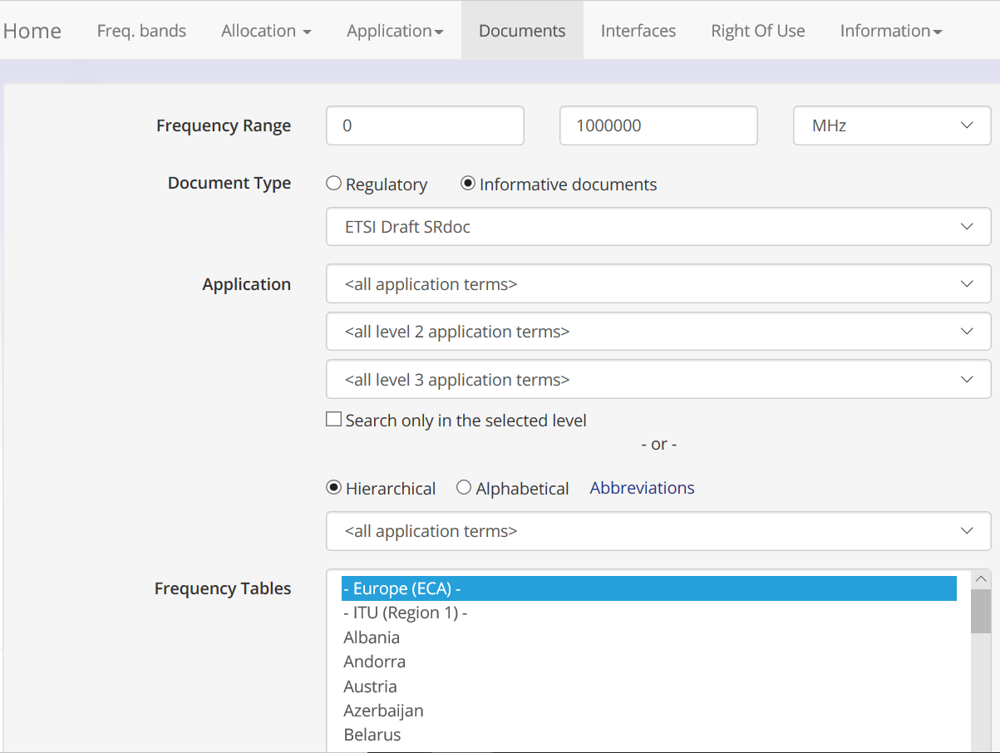 Home Freq. bands Allocation Application Documents Interfaces Right Of Use Information
Frequency Range 0 1000000 MHz
Document Type Regulatory Informative documents
ETSI Draft SRdoc
Application <all application terms>
<all level 2 application terms>
<all level 3 application terms>
Search only in the selected level
- or -
Hierarchical Alphabetical Abbreviations
<all application terms>
Frequency Tables - Europe (ECA) -
- ITU (Region 1) -
Albania
Andorra
Austria
Azerbaijan
Belarus